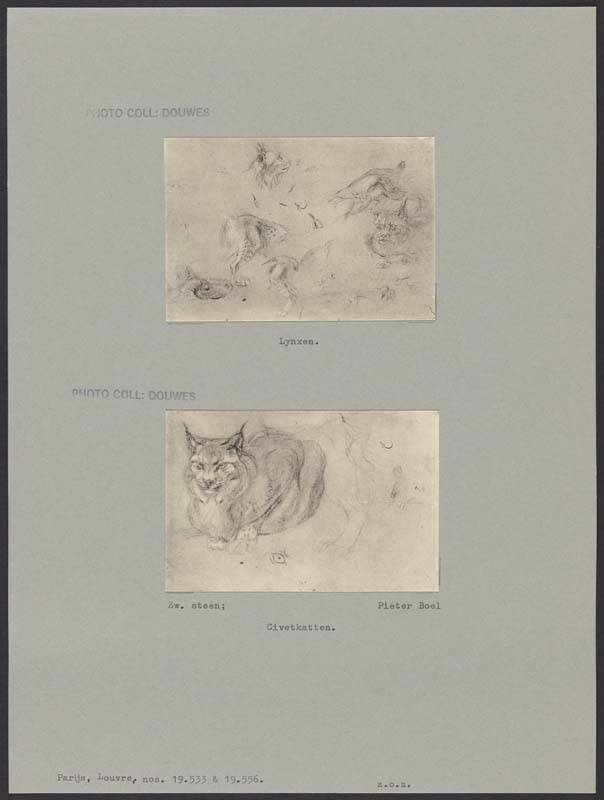 PHOTO COLL: DOUWES
Lynxen.
PHOTO COLL: DOUWES
Zw. steen; Pieter Boel
Civetkatten.
Parijs, Louvre, nos. 19.533 & 19.556.
z.o.z.